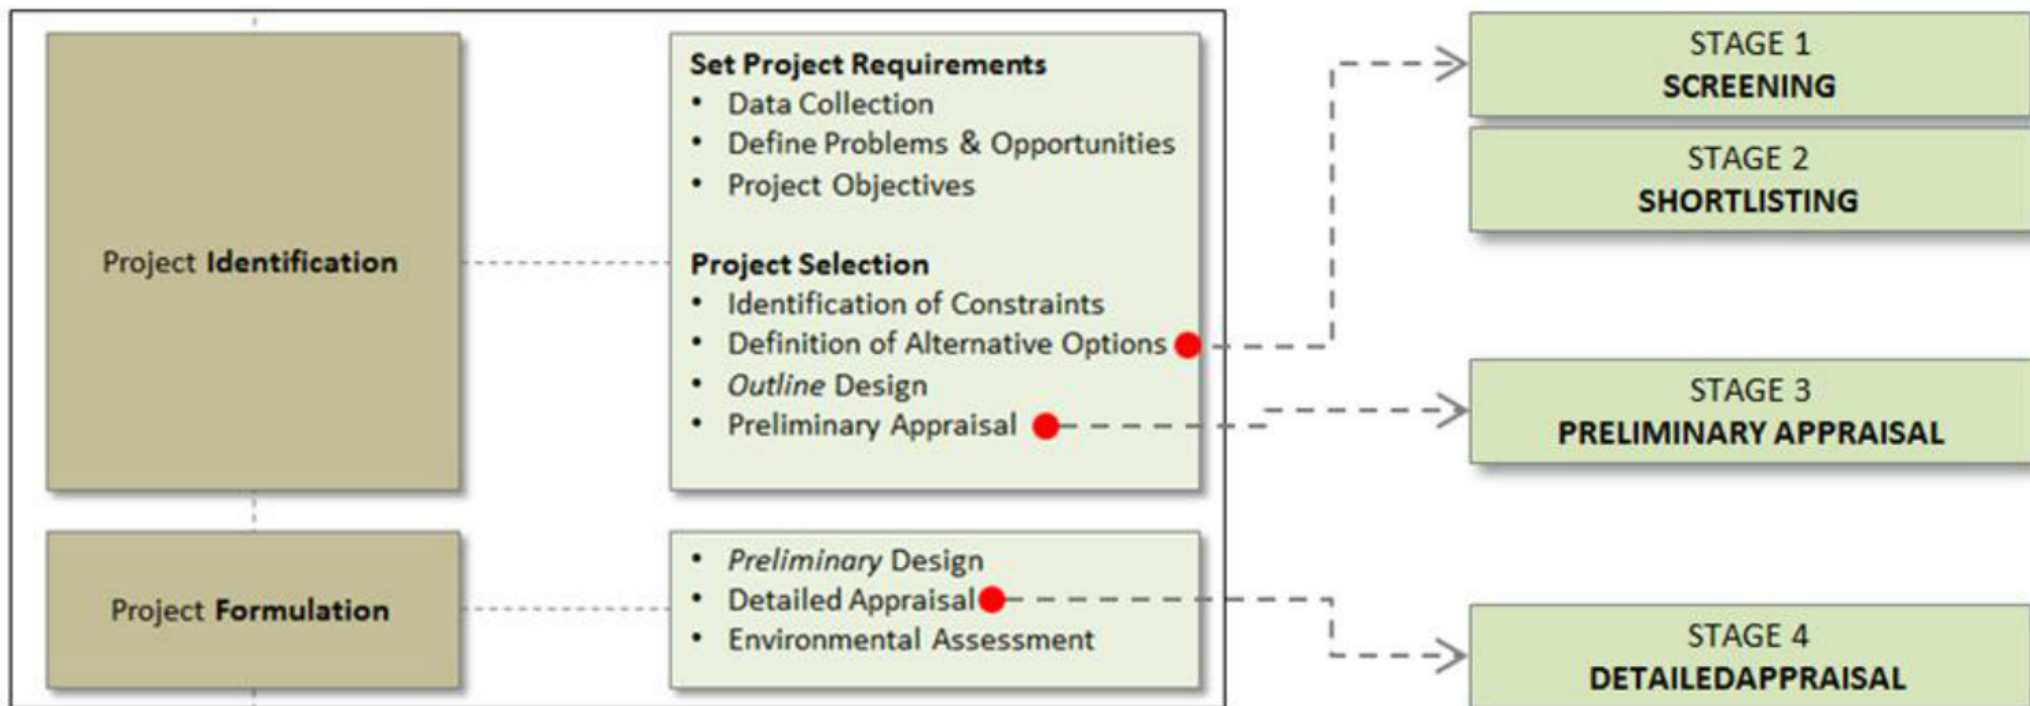 Project Identification
Set Project Requirements
• Data Collection
• Define Problems & Opportunities
• Project Objectives
Project Selection
• Identification of Constraints
• Definition of Alternative Options
• Outline Design
• Preliminary Appraisal
STAGE 1
SCREENING
STAGE 2
SHORTLISTING
STAGE 3
PRELIMINARY APPRAISAL
Project Formulation
• Preliminary Design
• Detailed Appraisal
• Environmental Assessment
STAGE 4
DETAILEDAPPRAISAL